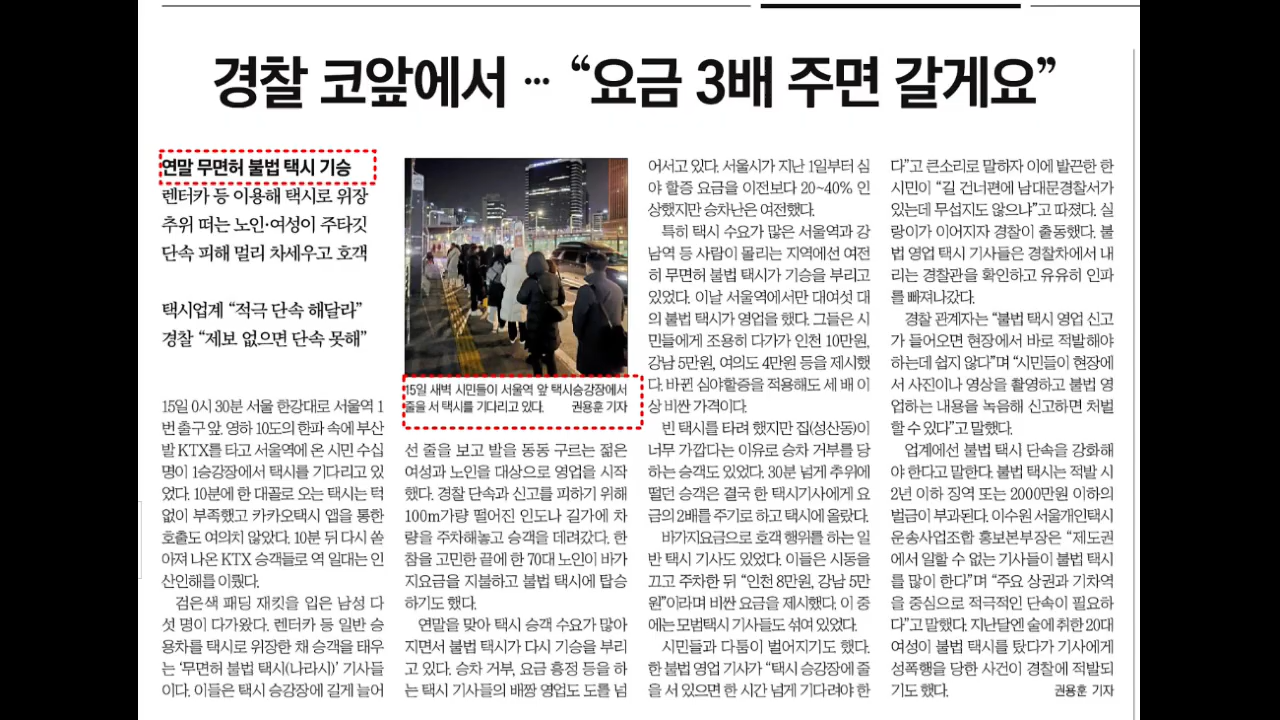 경찰 코앞에서 … “요금 3배 주면 갈게요”
연말 무면허 불법 택시 기승
렌터카 등 이용해 택시로 위장
추위 떠는 노인·여성이 주타깃
단속 피해 멀리 차세우고 호객
택시업계 “적극 단속 해달라”
경찰 “제보 없으면 단속 못해”
15일 0시 30분 서울 한강대로 서울역 1
번 출구 앞. 영하 10도의 한파 속에 부산
발 KTX를 타고 서울역에 온 시민 수십
명이 1승강장에서 택시를 기다리고 있
었다. 10분에 한 대꼴로 오는 택시는 턱
없이 부족했고 카카오택시 앱을 통한
호출도 여의치 않았다. 10분 뒤 다시 쏟
아져 나온 KTX 승객들로 역 일대는 인
산인해를 이뤘다.
검은색 패딩 재킷을 입은 남성 다
섯 명이 다가왔다. 렌터카 등 일반 승
용차를 택시로 위장한 채 승객을 태우
는 ‘무면허 불법 택시(나라시)’ 기사들
이다. 이들은 택시 승강장에 길게 늘어
15일 새벽 시민들이 서울역 앞 택시승강장에서
줄을 서 택시를 기다리고 있다. 권용훈 기자
선 줄을 보고 발을 동동 구르는 젊은
여성과 노인을 대상으로 영업을 시작
했다. 경찰 단속과 신고를 피하기 위해
100m가량 떨어진 인도나 길가에 차
량을 주차해놓고 승객을 데려갔다. 한
참을 고민한 끝에 한 70대 노인이 바가
지요금을 지불하고 불법 택시에 탑승
하기도 했다.
연말을 맞아 택시 승객 수요가 많아
지면서 불법 택시가 다시 기승을 부리
고 있다. 승차 거부, 요금 흥정 등을 하
는 택시 기사들의 배짱 영업도 도를 넘
어서고 있다. 서울시가 지난 1일부터 심
야 할증 요금을 이전보다 20~40% 인
상했지만 승차난은 여전했다.
특히 택시 수요가 많은 서울역과 강
남역 등 사람이 몰리는 지역에선 여전
히 무면허 불법 택시가 기승을 부리고
있었다. 이날 서울역에서만 대여섯 대
의 불법 택시가 영업을 했다. 그들은 시
민들에게 조용히 다가가 인천 10만원,
강남 5만원, 여의도 4만원 등을 제시했
다. 바뀐 심야할증을 적용해도 세 배 이
상 비싼 가격이다.
빈 택시를 타려 했지만 집(성산동)이
너무 가깝다는 이유로 승차 거부를 당
하는 승객도 있었다. 30분 넘게 추위에
떨던 승객은 결국 한 택시기사에게 요
금의 2배를 주기로 하고 택시에 올랐다.
바가지요금으로 호객 행위를 하는 일
반 택시 기사도 있었다. 이들은 시동을
끄고 주차한 뒤 “인천 8만원, 강남 5만
원”이라며 비싼 요금을 제시했다. 이 중
에는 모범택시 기사들도 섞여 있었다.
시민들과 다툼이 벌어지기도 했다.
한 불법 영업 기사가 “택시 승강장에 줄
을 서 있으면 한 시간 넘게 기다려야 한
다”고 큰소리로 말하자 이에 발끈한 한
시민이 “길 건너편에 남대문경찰서가
있는데 무섭지도 않으냐”고 따졌다. 실
랑이가 이어지자 경찰이 출동했다. 불
법 영업 택시 기사들은 경찰차에서 내
리는 경찰관을 확인하고 유유히 인파
를 빠져나갔다.
경찰 관계자는 “불법 택시 영업 신고
가 들어오면 현장에서 바로 적발해야
하는데 쉽지 않다”며 “시민들이 현장에
서 사진이나 영상을 촬영하고 불법 영
업하는 내용을 녹음해 신고하면 처벌
할 수 있다”고 말했다.
업계에선 불법 택시 단속을 강화해
야 한다고 말한다. 불법 택시는 적발 시
2년 이하 징역 또는 2000만원 이하의
벌금이 부과된다. 이수원 서울개인택시
운송사업조합 홍보본부장은 “제도권
에서 일할 수 없는 기사들이 불법 택시
를 많이 한다”며 “주요 상권과 기차역
을 중심으로 적극적인 단속이 필요하
다”고 말했다. 지난달엔 술에 취한 20대
여성이 불법 택시를 탔다가 기사에게
성폭행을 당한 사건이 경찰에 적발되
기도 했다. 권용훈 기자